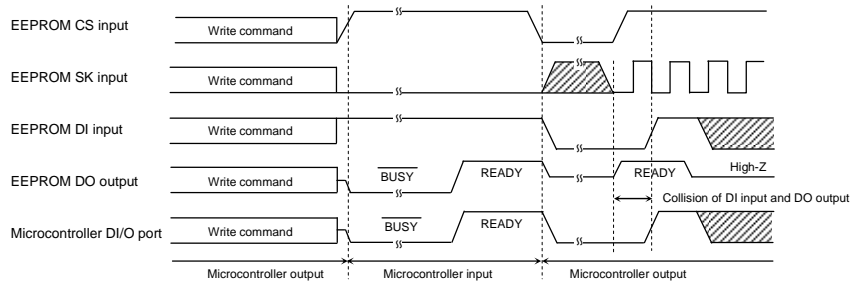 EEPROM CS input
Write command
EEPROM SK input
Write command
EEPROM DI input
Write command
EEPROM DO output
Write command
BUSY
READY
READY
High-Z
Collision of DI input and DO output
Microcontroller DI/O port
Write command
BUSY
READY
Microcontroller output
Microcontroller input
Microcontroller output